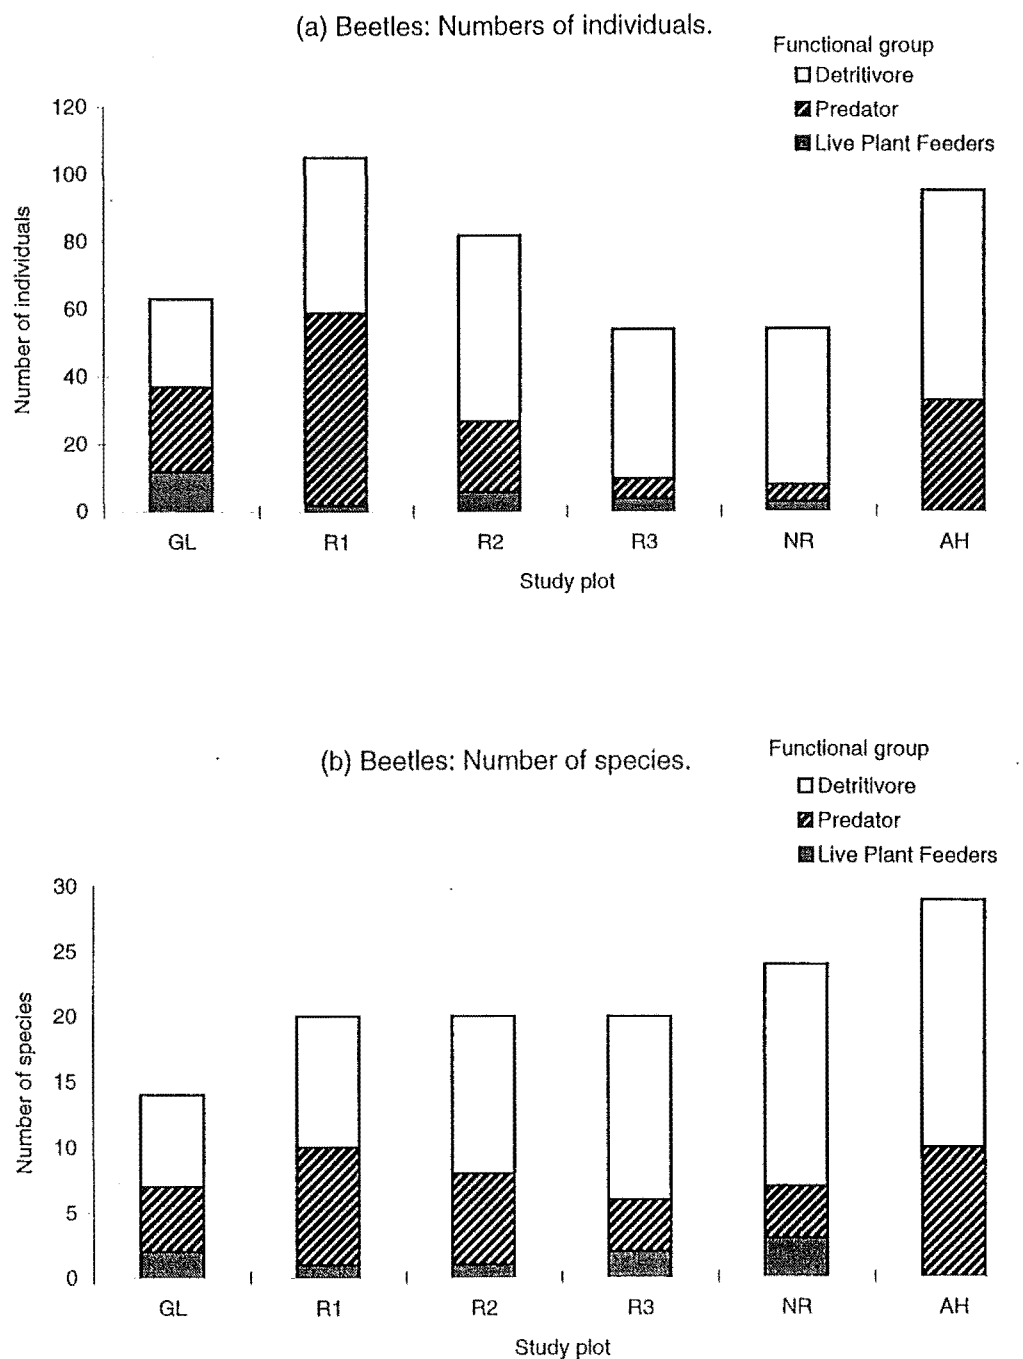 (a) Beetles: Numbers of individuals.
Functional group
Detritivore
Predator
Live Plant Feeders
120
100
80
60
40
20
0
Number of individuals
GL R1 R2 R3 NR AH
Study plot
(b) Beetles: Number of species.
Functional group
Detritivore
Predator
Live Plant Feeders
30
25
20
15
10
5
0
Number of species
GL R1 R2 R3 NR AH
Study plot